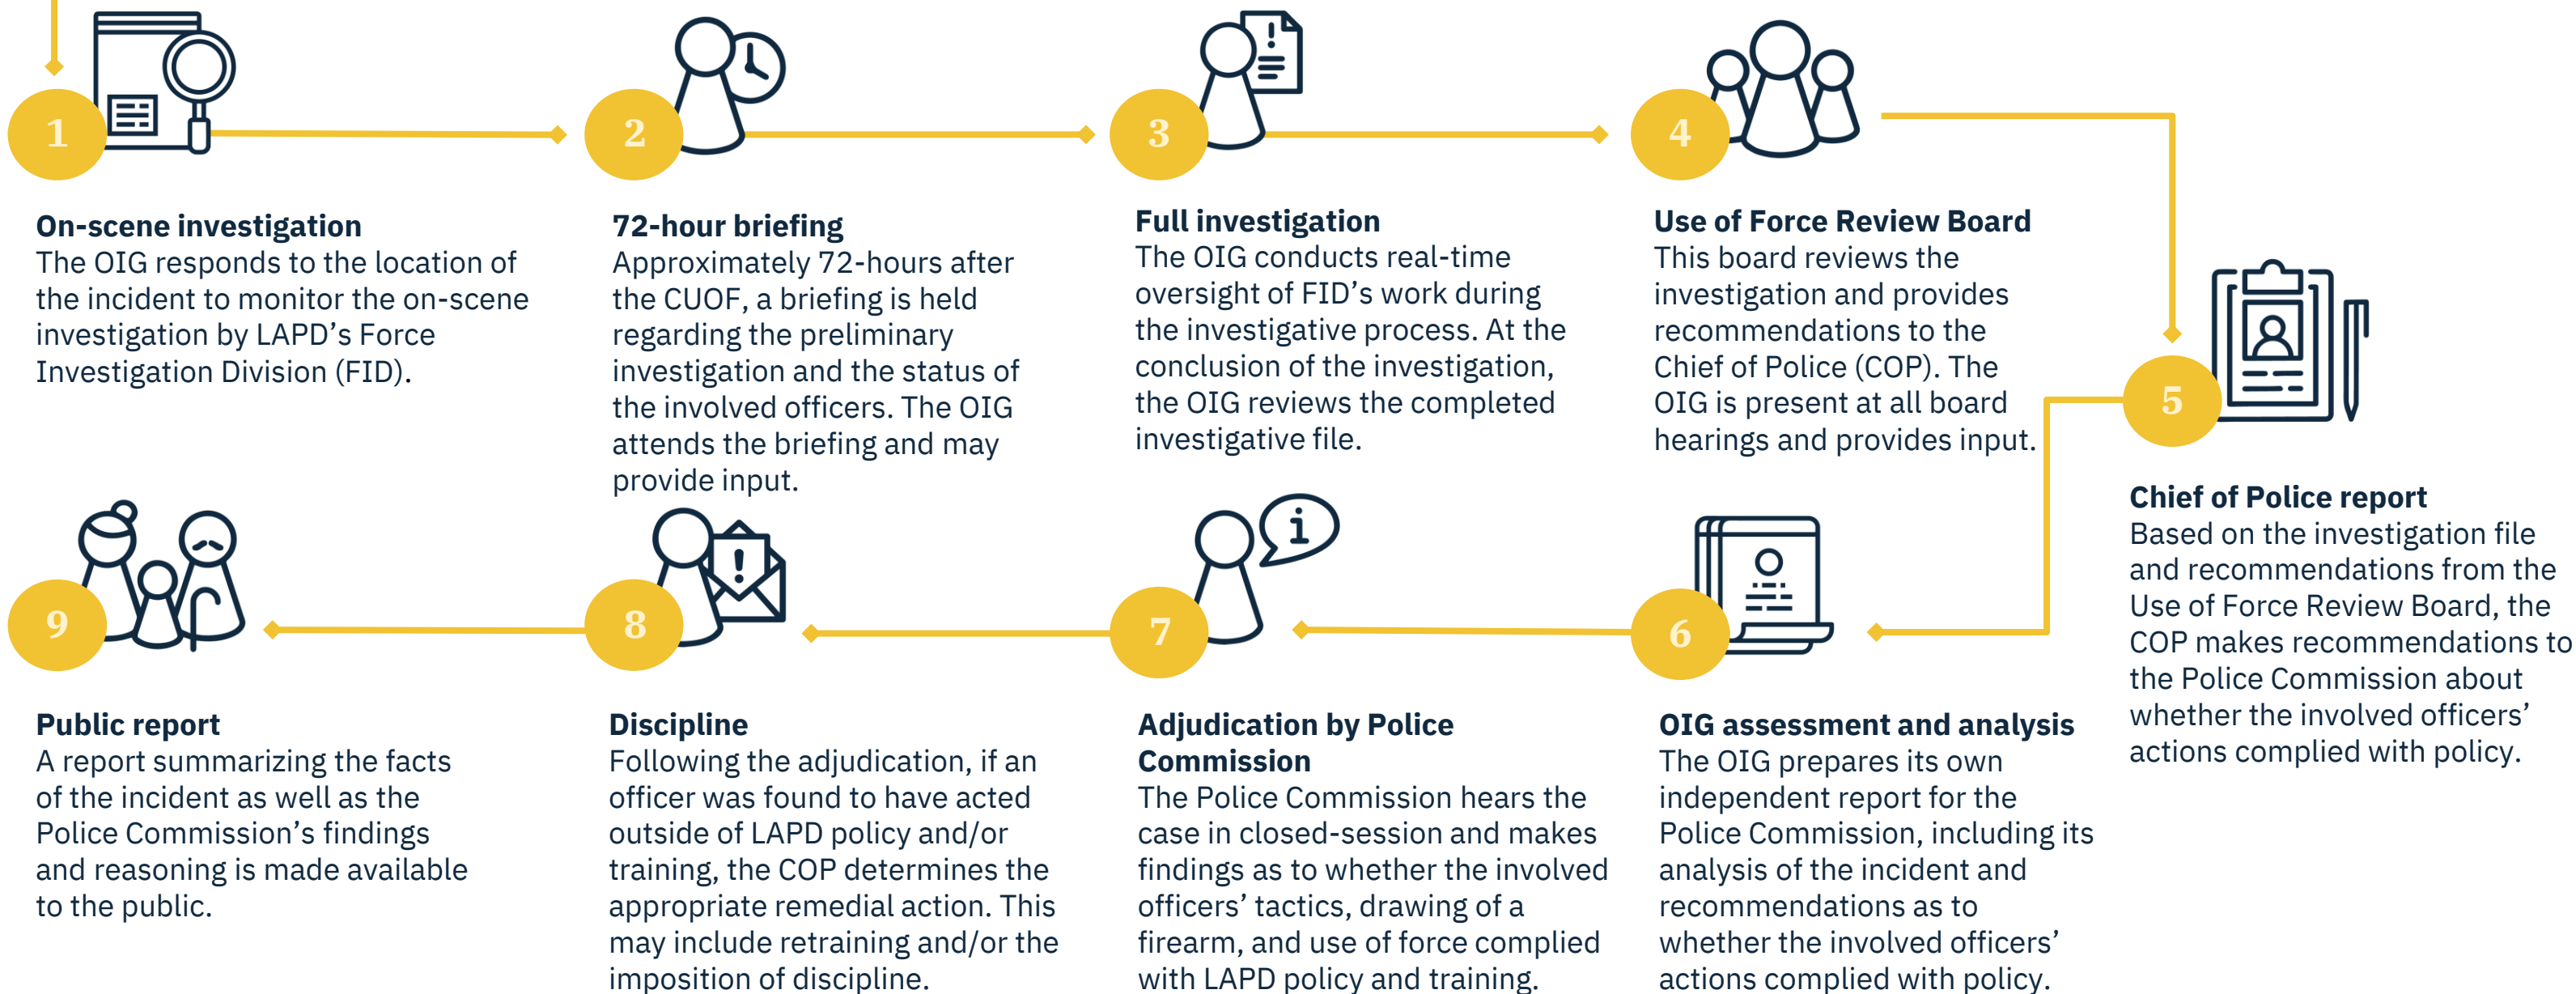 1
On-scene investigation
The OIG responds to the location of
the incident to monitor the on-scene
investigation by LAPD’s Force
Investigation Division (FID).
2
72-hour briefing
Approximately 72-hours after
the CUOF, a briefing is held
regarding the preliminary
investigation and the status of
the involved officers. The OIG
attends the briefing and may
provide input.
3
Full investigation
The OIG conducts real-time
oversight of FID’s work during
the investigative process. At the
conclusion of the investigation,
the OIG reviews the completed
investigative file.
4
Use of Force Review Board
This board reviews the
investigation and provides
recommendations to the
Chief of Police (COP). The
OIG is present at all board
hearings and provides input.
5
Chief of Police report
Based on the investigation file
and recommendations from the
Use of Force Review Board, the
COP makes recommendations to
the Police Commission about
whether the involved officers’
actions complied with policy.
6
OIG assessment and analysis
The OIG prepares its own
independent report for the
Police Commission, including its
analysis of the incident and
recommendations as to
whether the involved officers’
actions complied with policy.
i
7
Adjudication by Police
Commission
The Police Commission hears the
case in closed-session and makes
findings as to whether the involved
officers’ tactics, drawing of a
firearm, and use of force complied
with LAPD policy and training.
8
Discipline
Following the adjudication, if an
officer was found to have acted
outside of LAPD policy and/or
training, the COP determines the
appropriate remedial action. This
may include retraining and/or the
imposition of discipline.
9
Public report
A report summarizing the facts
of the incident as well as the
Police Commission’s findings
and reasoning is made available
to the public.